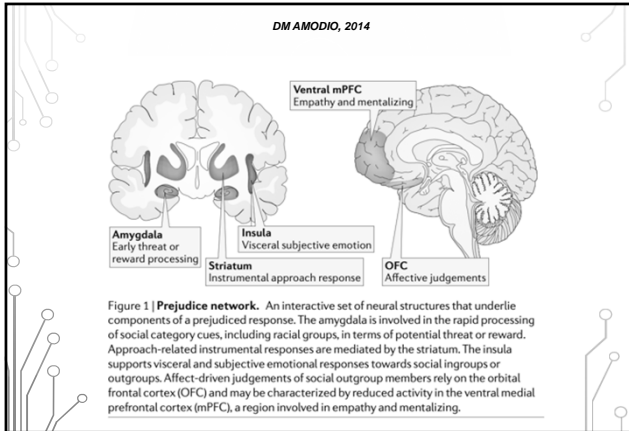 DM AMODIO, 2014
Ventral mPFC
Empathy and mentalizing
Amygdala
Early threat or
reward processing
Insula
Visceral subjective emotion
Striatum
Instrumental approach response
OFC
Affective judgements
Figure 1 | Prejudice network. An interactive set of neural structures that underlie
components of a prejudiced response. The amygdala is involved in the rapid processing
of social category cues, including racial groups, in terms of potential threat or reward.
Approach-related instrumental responses are mediated by the striatum. The insula
supports visceral and subjective emotional responses towards social ingroups or
outgroups. Affect-driven judgements of social outgroup members rely on the orbital
frontal cortex (OFC) and may be characterized by reduced activity in the ventral medial
prefrontal cortex (mPFC), a region involved in empathy and mentalizing.